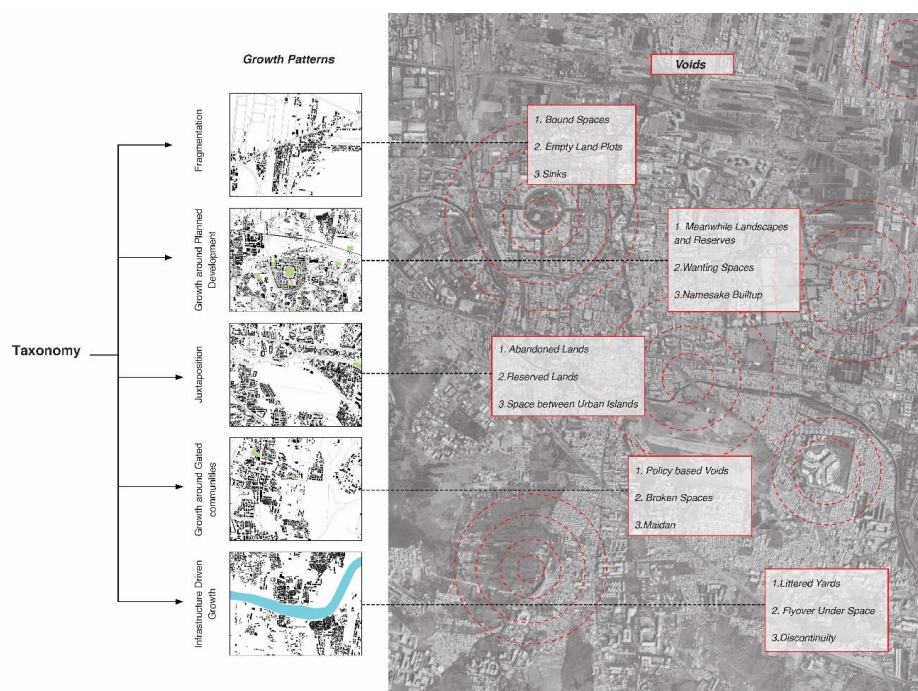 Growth Patterns
Voids
Taxonomy
Fragmentation
1. Bound Spaces
2. Empty Land Plots
3.Sinks
Growth around Planned
Development
1. Meanwhile Landscapes
and Reserves
2.Wanting Spaces
3.Namesake Builtup
Juxtaposition
1. Abandoned Lands
2.Reserved Lands
3.Space between Urban Islands
Growth around Gated
communities
1. Policy based Voids
2. Broken Spaces
3.Maidan
Infrastructure Driven
Growth
1.Littered Yards
2. Flyover Under Space
3.Discontinuity